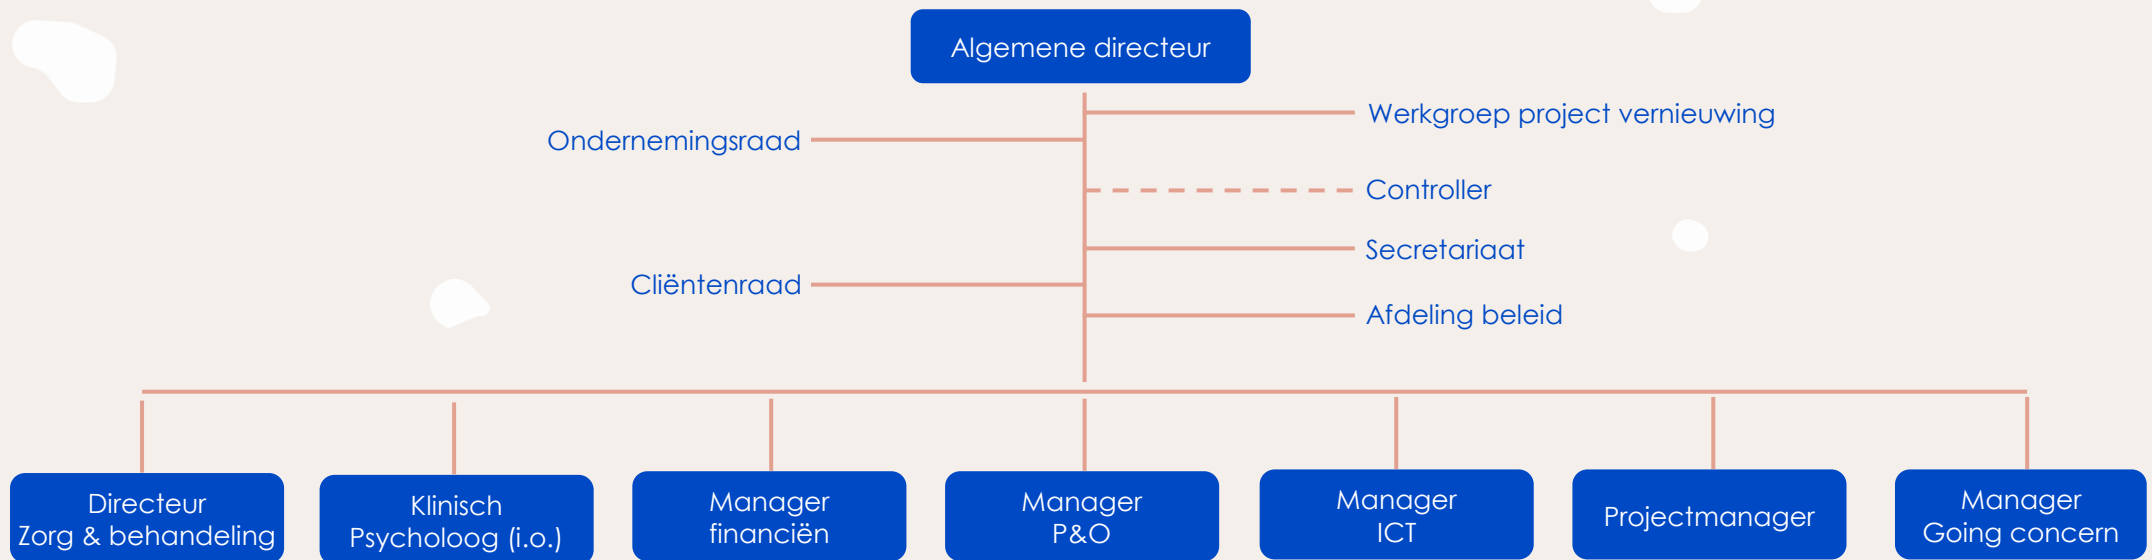 Algemene directeur
Werkgroep project vernieuwing
Ondernemingsraad
Controller
Secretariaat
Cliëntenraad
Afdeling beleid
Directeur
Zorg & behandeling
Klinisch
Psycholoog (i.o.)
Manager
financiën
Manager
P&O
Manager
ICT
Projectmanager
Manager
Going concern